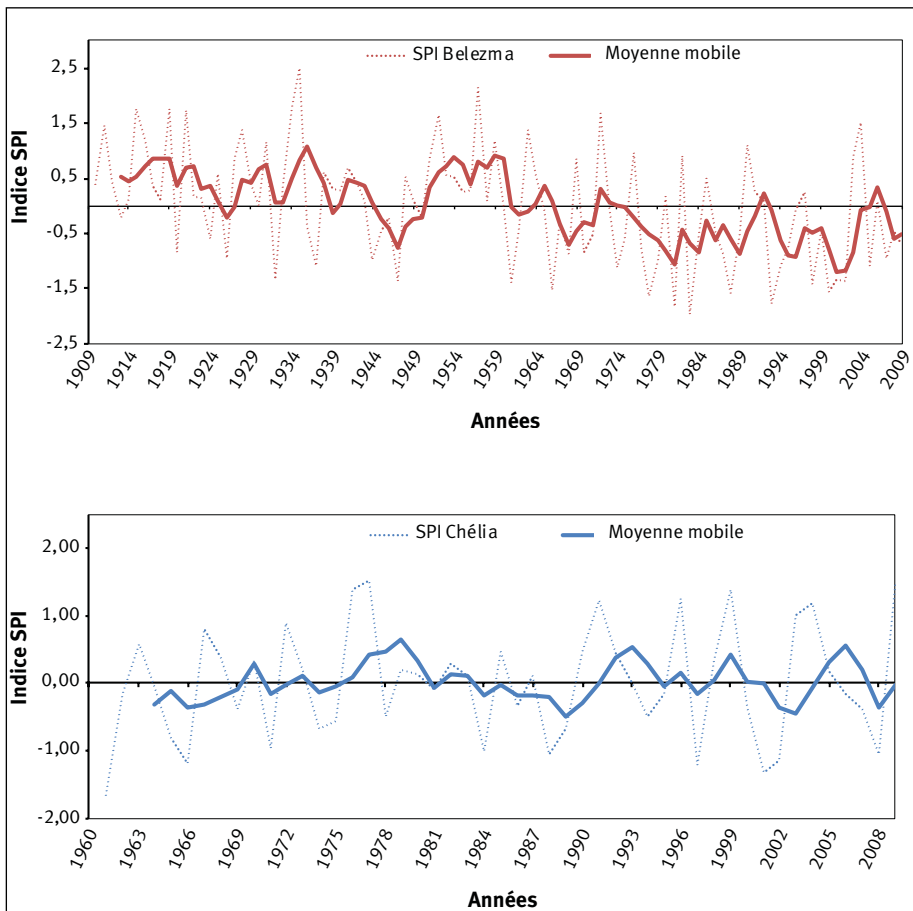 SPI Belezma Moyenne mobile
Indice SPI
2,5
1,5
0,5
-0,5
-1,5
-2,5
1909 1914 1919 1924 1929 1934 1939 1944 1949 1954 1959 1964 1969 1974 1979 1984 1989 1994 1999 2004 2009
Années
SPI Chélia Moyenne mobile
Indice SPI
2,00
1,00
0,00
-1,00
-2,00
1960 1963 1966 1969 1972 1975 1978 1981 1984 1987 1990 1993 1996 1999 2002 2005 2008
Années